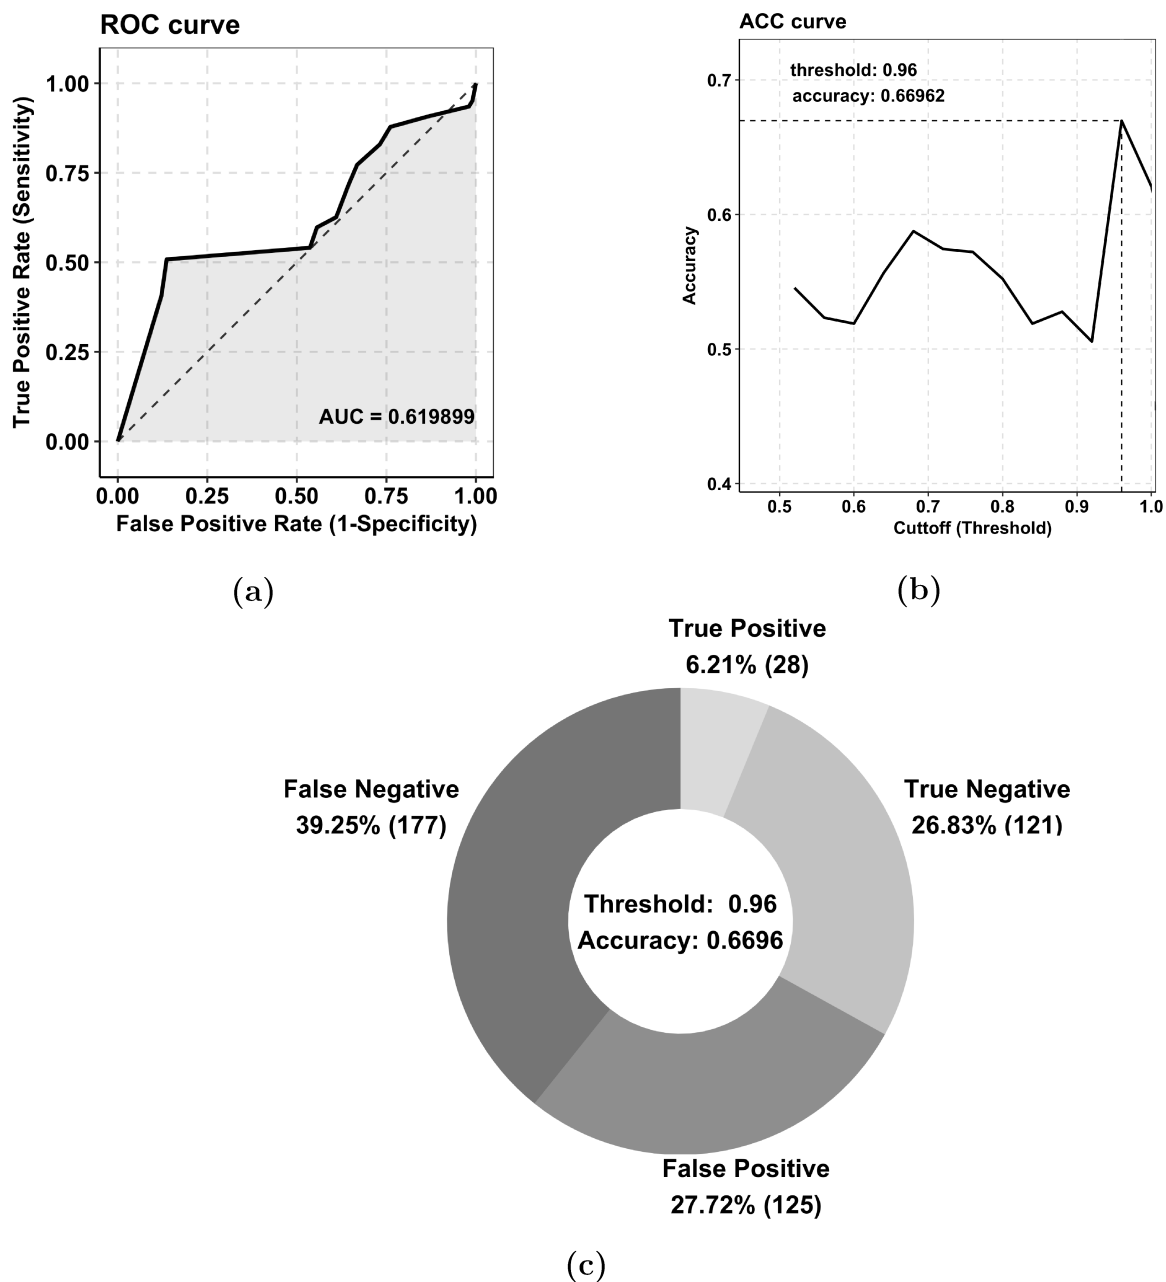 ROC curve
True Positive Rate (Sensitivity)
1.00
0.75
0.50
0.25
0.00
AUC = 0.619899
0.00 0.25 0.50 0.75 1.00
False Positive Rate (1-Specificity)
(a)
ACC curve
threshold: 0.96
accuracy: 0.66962
Accuracy
0.7
0.6
0.5
0.4
0.5 0.6 0.7 0.8 0.9 1.0
Cuttoff (Threshold)
(b)
True Positive
6.21% (28)
False Negative
39.25% (177)
True Negative
26.83% (121)
Threshold: 0.96
Accuracy: 0.6696
False Positive
27.72% (125)
(c)